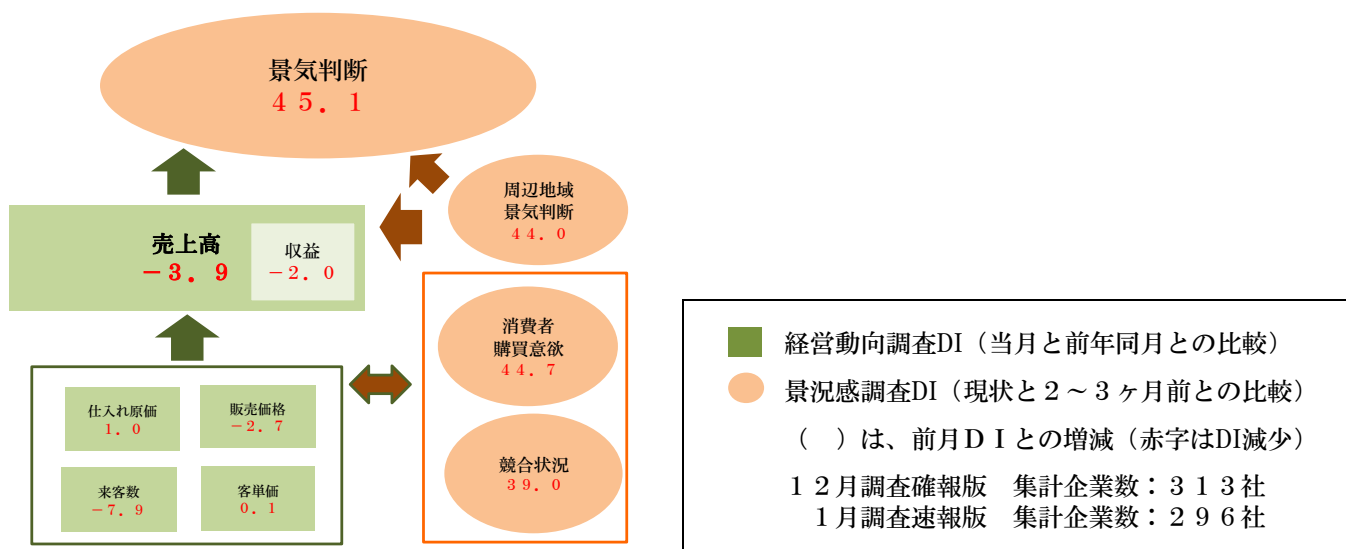 景気判断
４５．１
周辺地域
景気判断
４４．０
売上高
－３．９
収益
－２．０
消費者
購買意欲
４４．７
競合状況
３９．０
仕入れ原価
１．０
販売価格
－２．７
来客数
－７．９
客単価
０．１
経営動向調査DI（当月と前年同月との比較）
景況感調査DI（現状と２～３ヶ月前との比較）
（　）は、前月ＤＩとの増減（赤字はDI減少）
１２月調査確報版　集計企業数：３１３社
１月調査速報版　集計企業数：２９６社